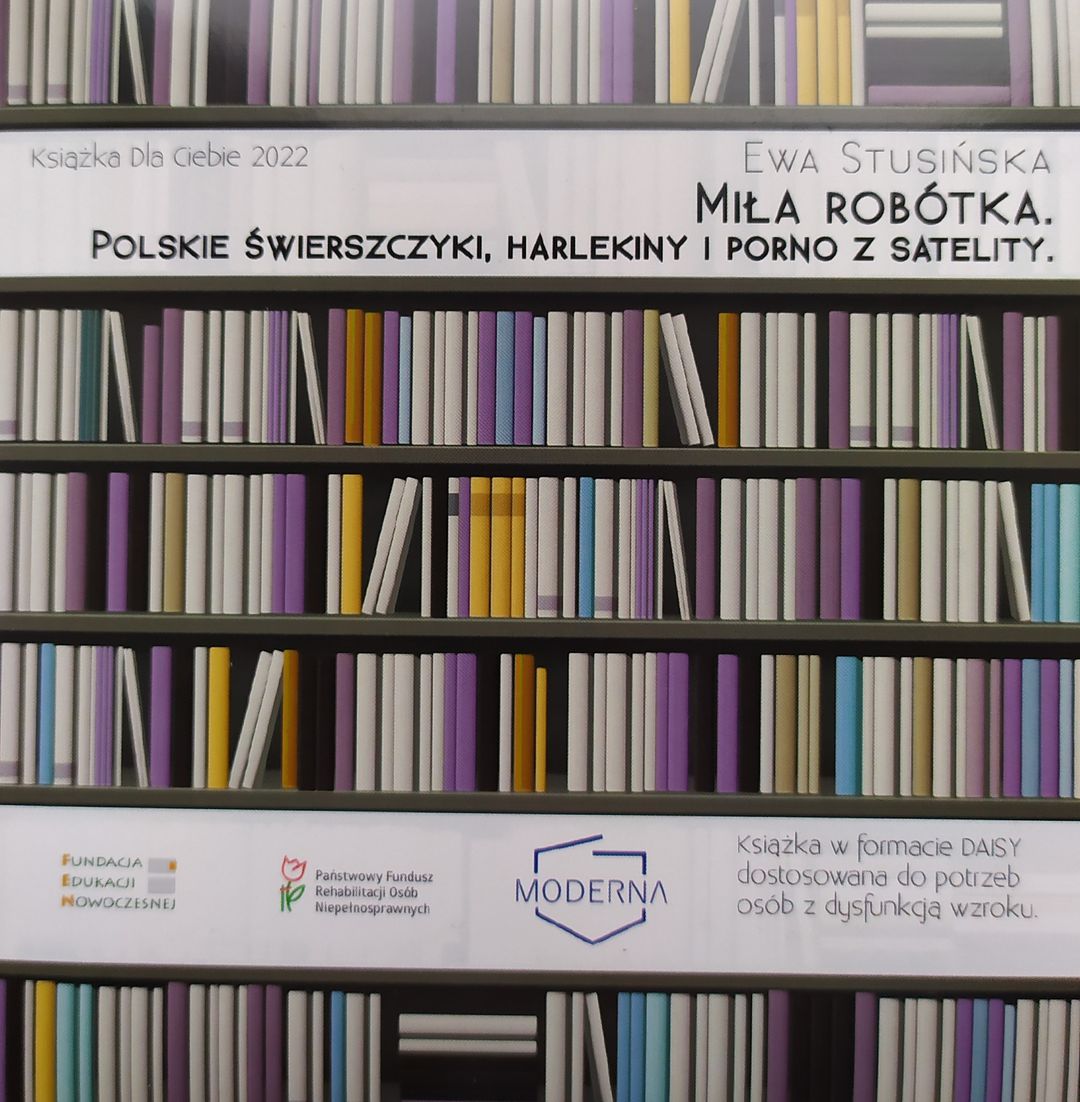 Książka Dla Ciebie 2022
Ewa Stusińska
Miła robótka.
Polskie świerszczyki, harlekiny i porno z satelity.
Fundacja
Edukacji
Nowoczesnej
Państwowy Fundusz
Rehabilitacji Osób
Niepełnosprawnych
MODERNA
Książka w formacie DAISY
dostosowana do potrzeb
osób z dysfunkcją wzroku.